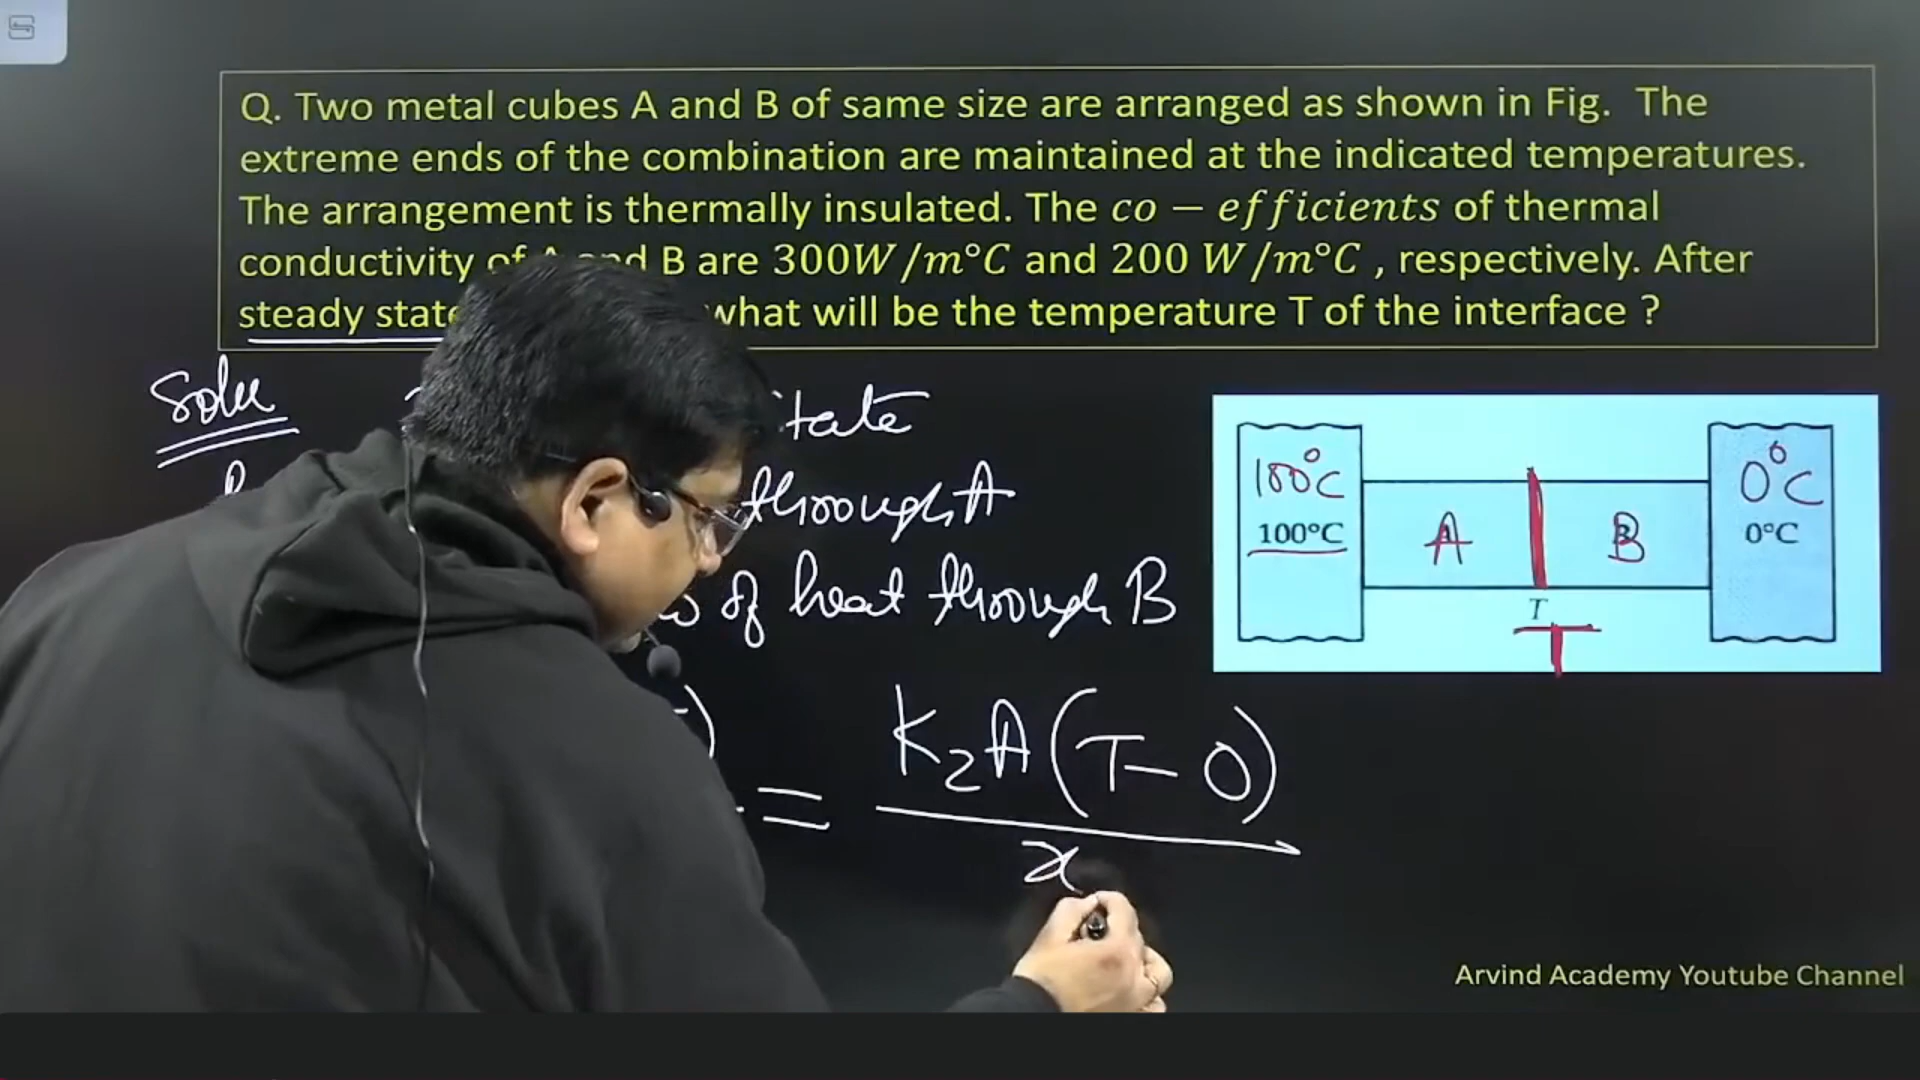 Q. Two metal cubes A and B of same size are arranged as shown in Fig. The
extreme ends of the combination are maintained at the indicated temperatures.
The arrangement is thermally insulated. The co − efficients of thermal
conductivity of A and B are 300W/m°C and 200 W/m°C , respectively. After
steady state what will be the temperature T of the interface ?
Solu tate
through A
of heat through B
K₂A(T-0)
=
x
100°C
100°C
A
B
0°C
0°C
T
T
Arvind Academy Youtube Channel